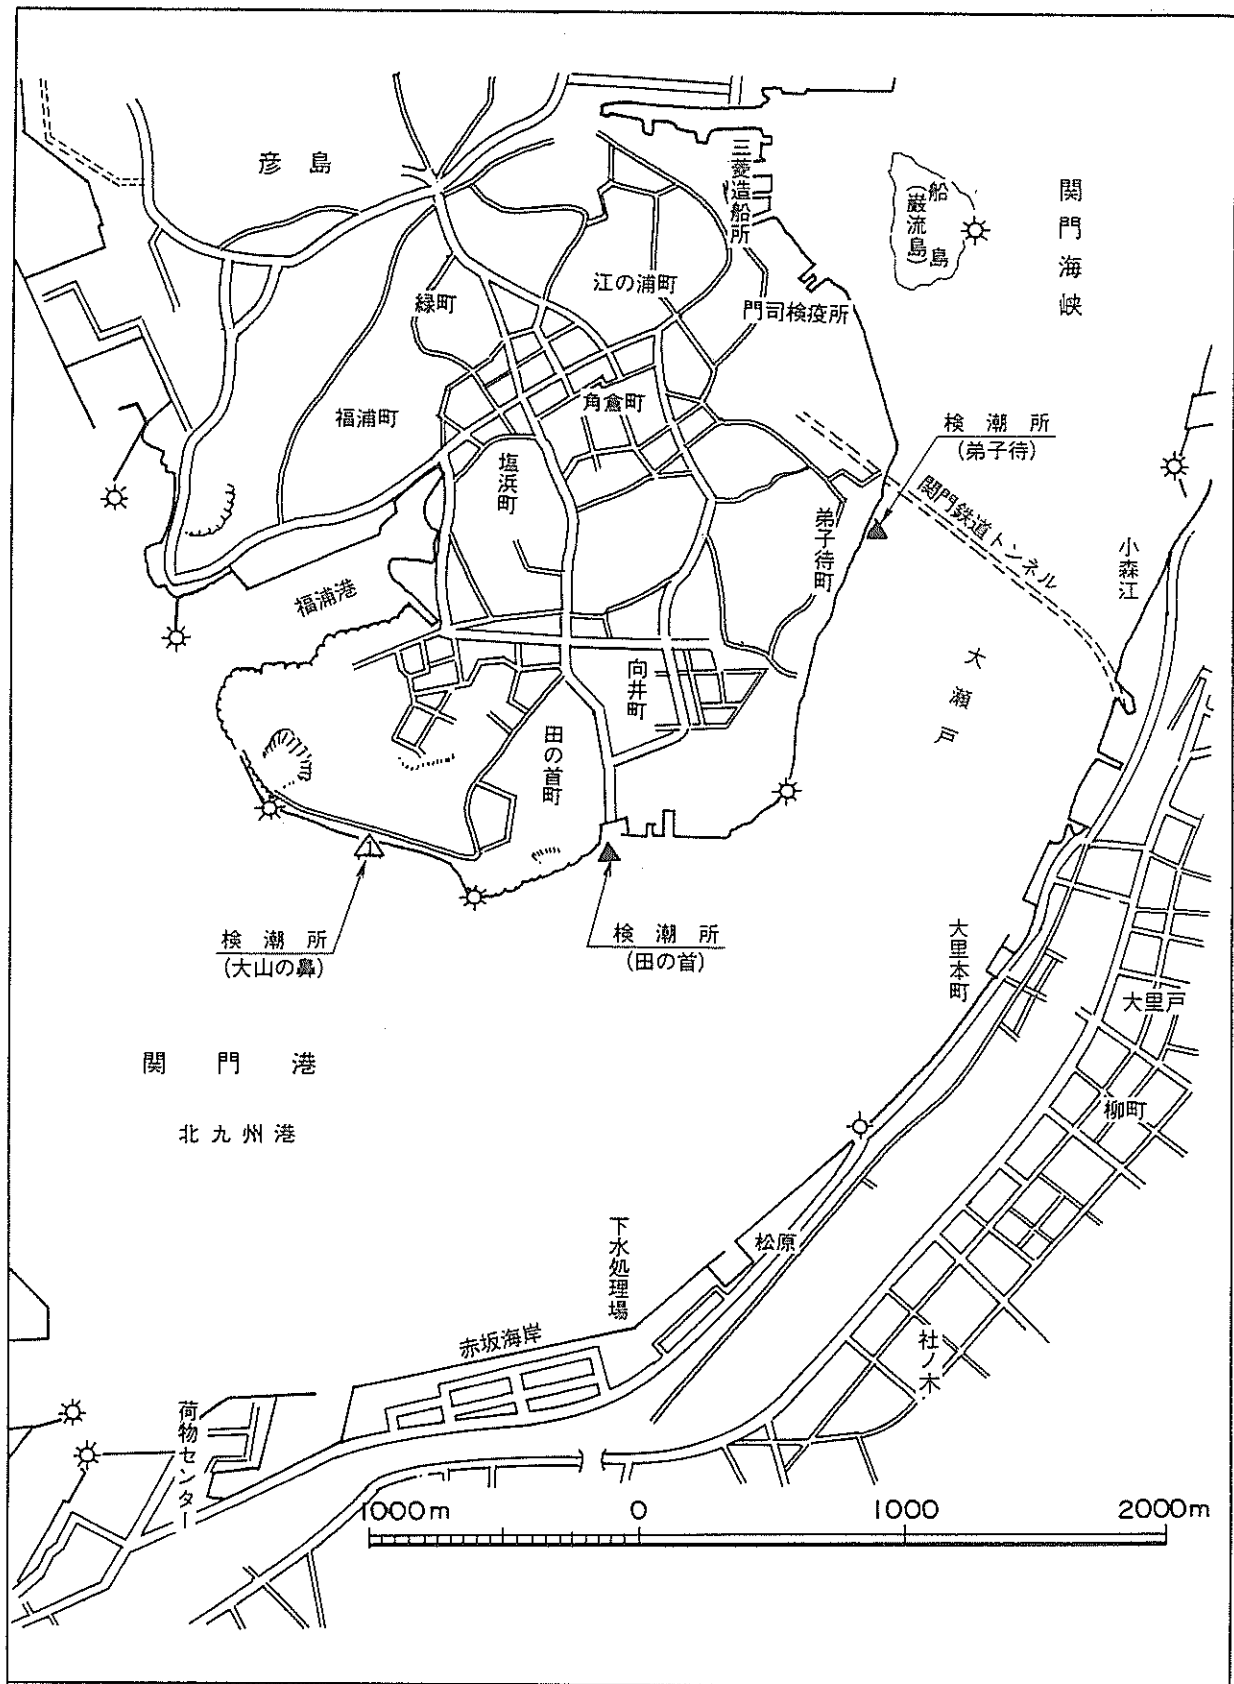 彦島
三菱造船所
船島
(巌流島)
関門海峡
江の浦町
緑町
門司検疫所
福浦町
角倉町
検潮所
(弟子待)
塩浜町
関門鉄道トンネル
弟子待町
小森江
福浦港
大瀬戸
向井町
田の首町
検潮所
(大山の鼻)
検潮所
(田の首)
大里本町
大里戸
関門港
柳町
北九州港
下水処理場
松原
赤坂海岸
社ノ木
荷物センター
1000m 0 1000 2000m